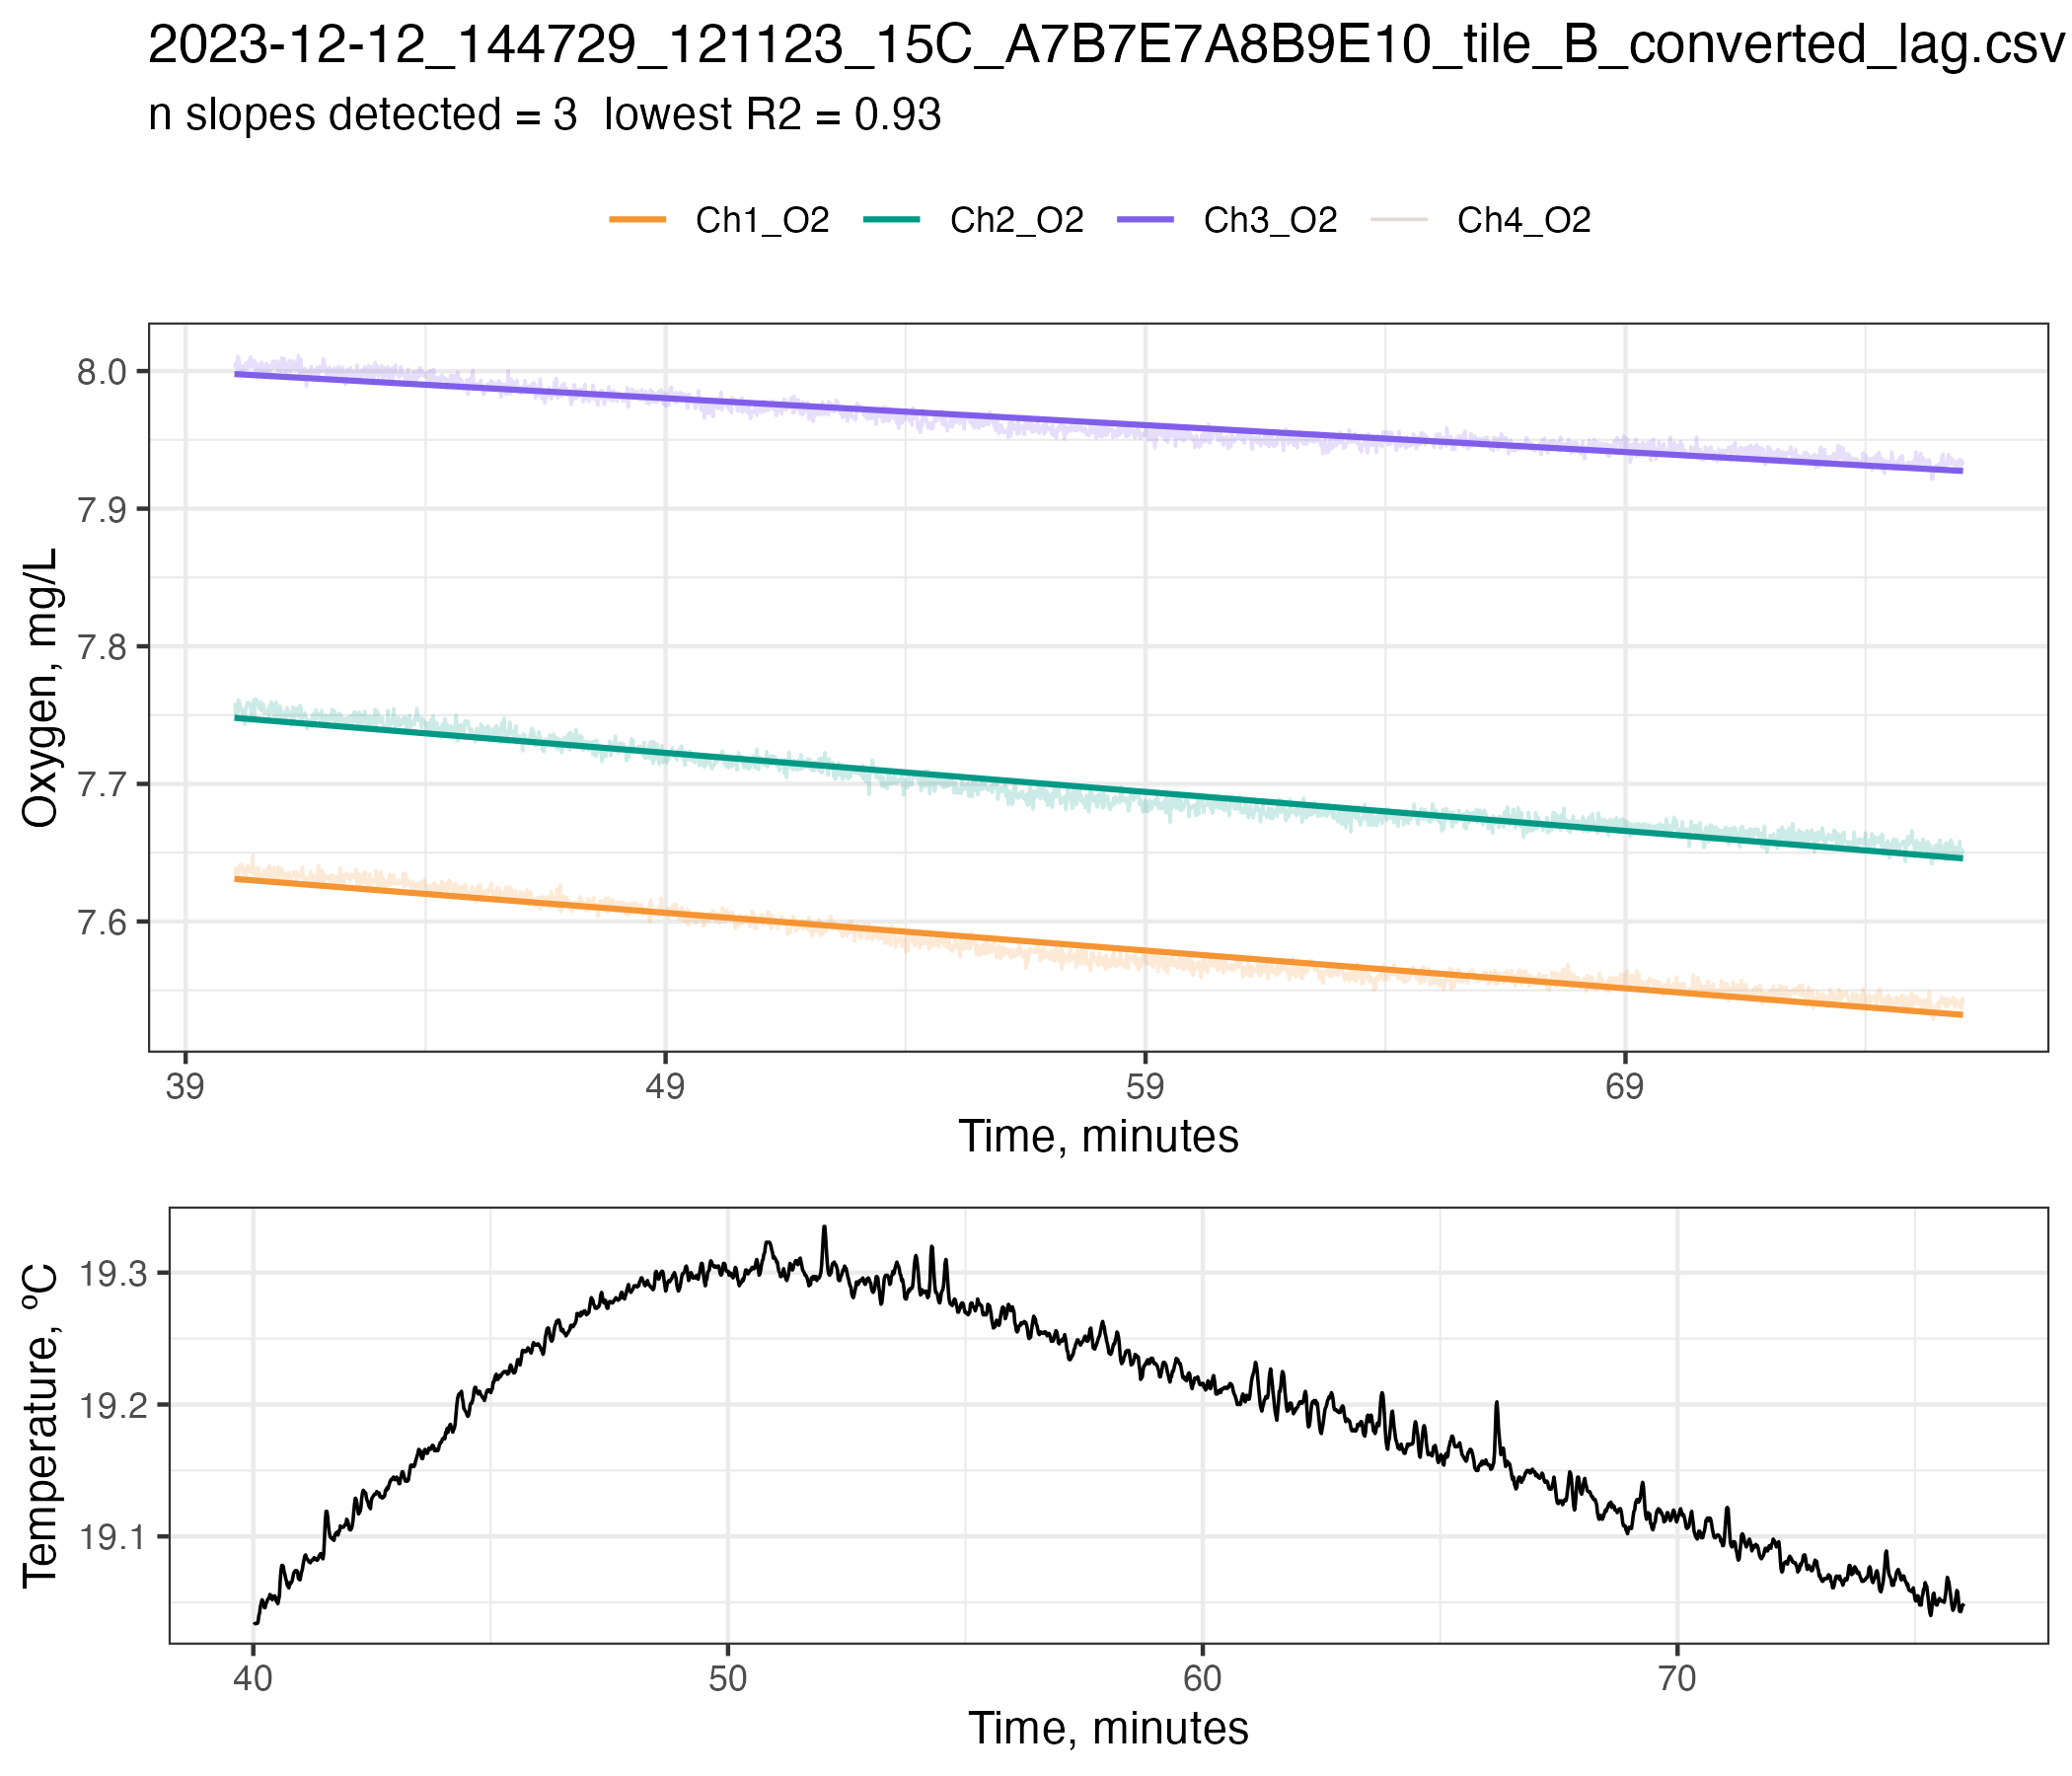 2023-12-12_144729_121123_15C_A7B7E7A8B9E10_tile_B_converted_lag.csv
n slopes detected = 3  lowest R2 = 0.93
Ch1_O2 Ch2_O2 Ch3_O2 Ch4_O2
Oxygen, mg/L
8.0
7.9
7.8
7.7
7.6
39 49 59 69
Time, minutes
Temperature, ºC
19.3
19.2
19.1
40 50 60 70
Time, minutes